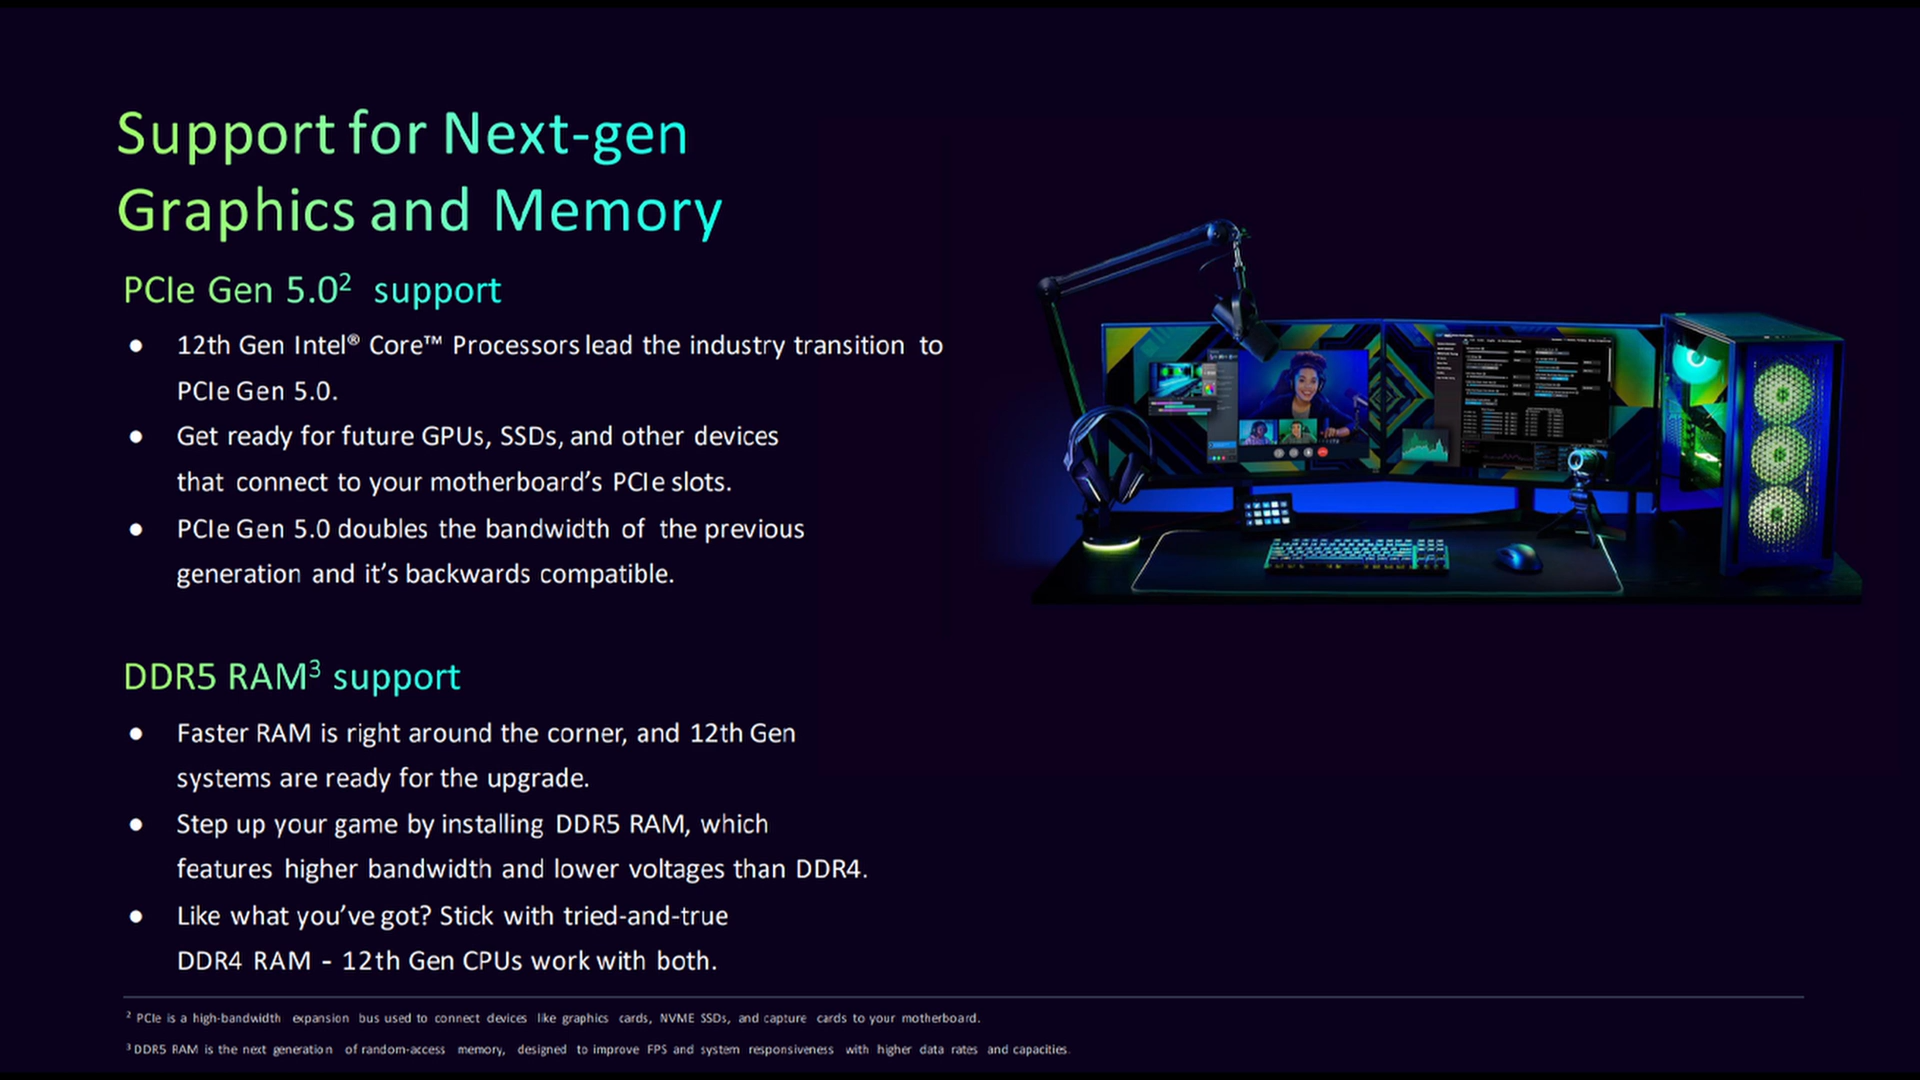 Support for Next-gen
Graphics and Memory
PCIe Gen 5.0² support
● 12th Gen Intel® Core™ Processors lead the industry transition to
PCIe Gen 5.0.
● Get ready for future GPUs, SSDs, and other devices
that connect to your motherboard’s PCIe slots.
● PCIe Gen 5.0 doubles the bandwidth of the previous
generation and it’s backwards compatible.
DDR5 RAM³ support
● Faster RAM is right around the corner, and 12th Gen
systems are ready for the upgrade.
● Step up your game by installing DDR5 RAM, which
features higher bandwidth and lower voltages than DDR4.
● Like what you’ve got? Stick with tried-and-true
DDR4 RAM - 12th Gen CPUs work with both.
² PCIe is a high-bandwidth expansion bus used to connect devices like graphics cards, NVME SSDs, and capture cards to your motherboard.
³ DDR5 RAM is the next generation of random-access memory, designed to improve FPS and system responsiveness with higher data rates and capacities.